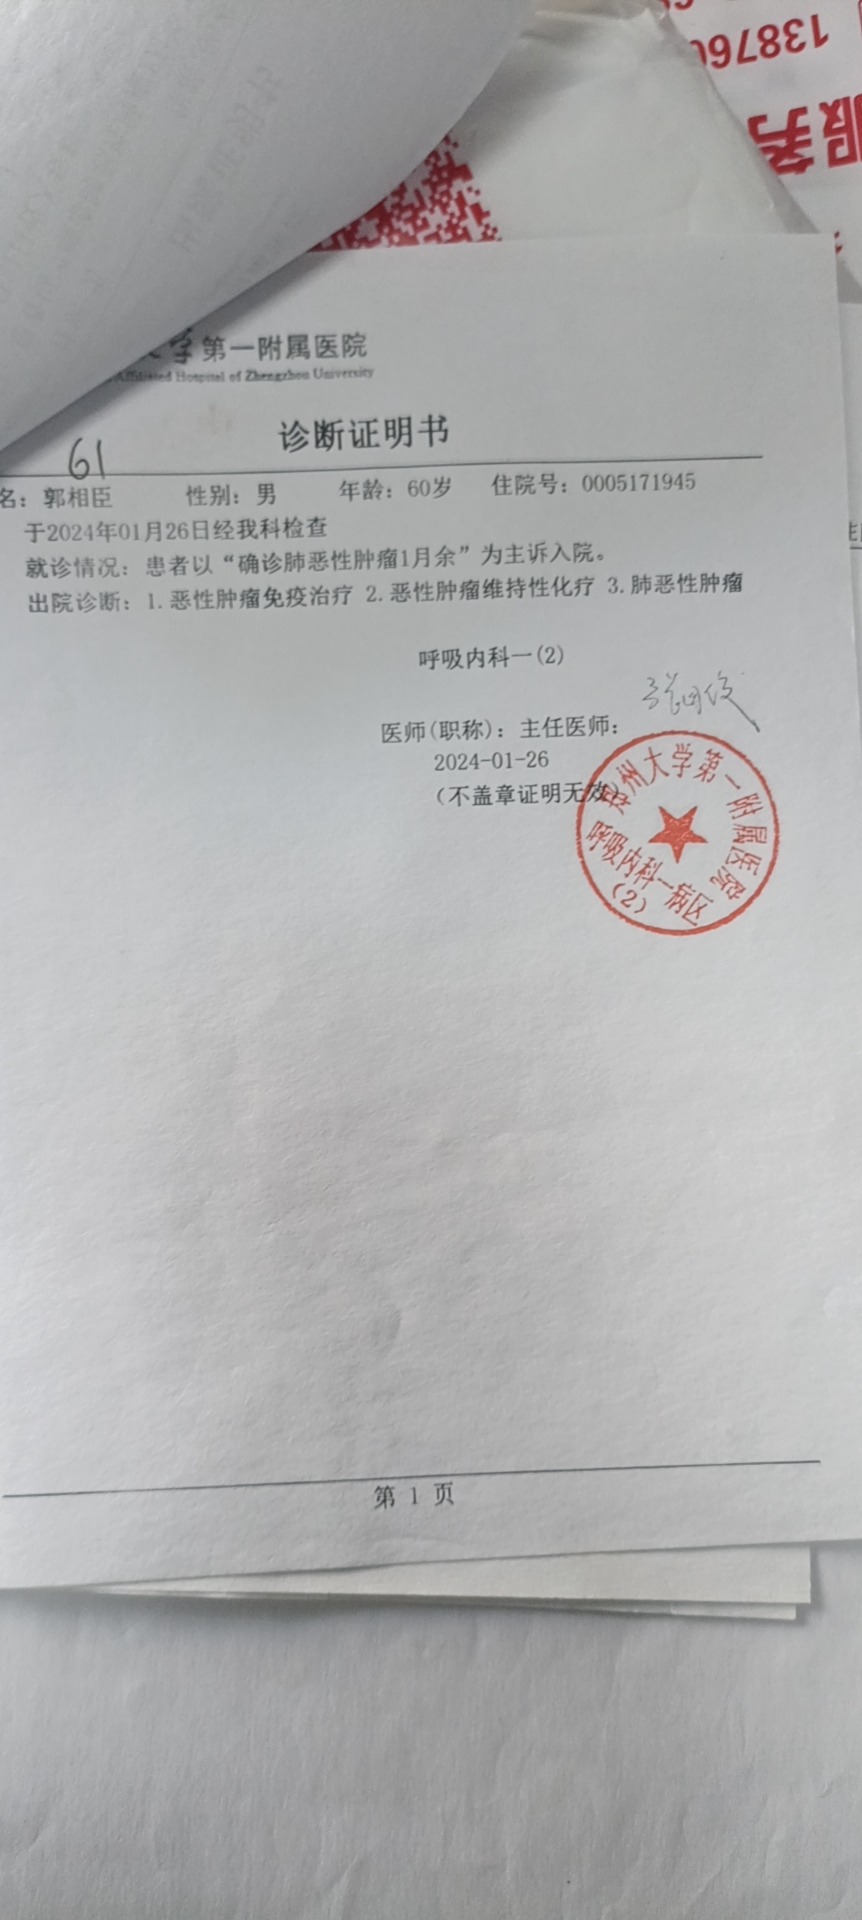 13876
服务
大学第一附属医院
Affiliated Hospital of Zhengzhou University
诊断证明书
61
名：郭相臣 性别：男 年龄：60岁 住院号：0005171945
于2024年01月26日经我科检查
就诊情况：患者以“确诊肺恶性肿瘤1月余”为主诉入院。
出院诊断：1.恶性肿瘤免疫治疗 2.恶性肿瘤维持性化疗 3.肺恶性肿瘤
呼吸内科一(2)
医师(职称)：主任医师：
2024-01-26
（不盖章证明无效）
郑州大学第一附属医院
呼吸内科一病区
(2)
第 1 页